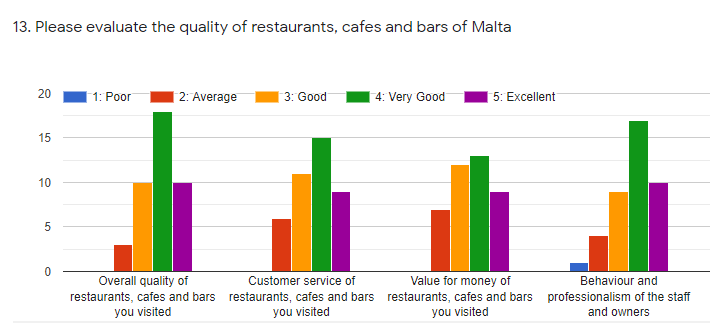 13. Please evaluate the quality of restaurants, cafes and bars of Malta
1: Poor 2: Average 3: Good 4: Very Good 5: Excellent
20
15
10
5
0
Overall quality of restaurants, cafes and bars you visited
Customer service of restaurants, cafes and bars you visited
Value for money of restaurants, cafes and bars you visited
Behaviour and professionalism of the staff and owners